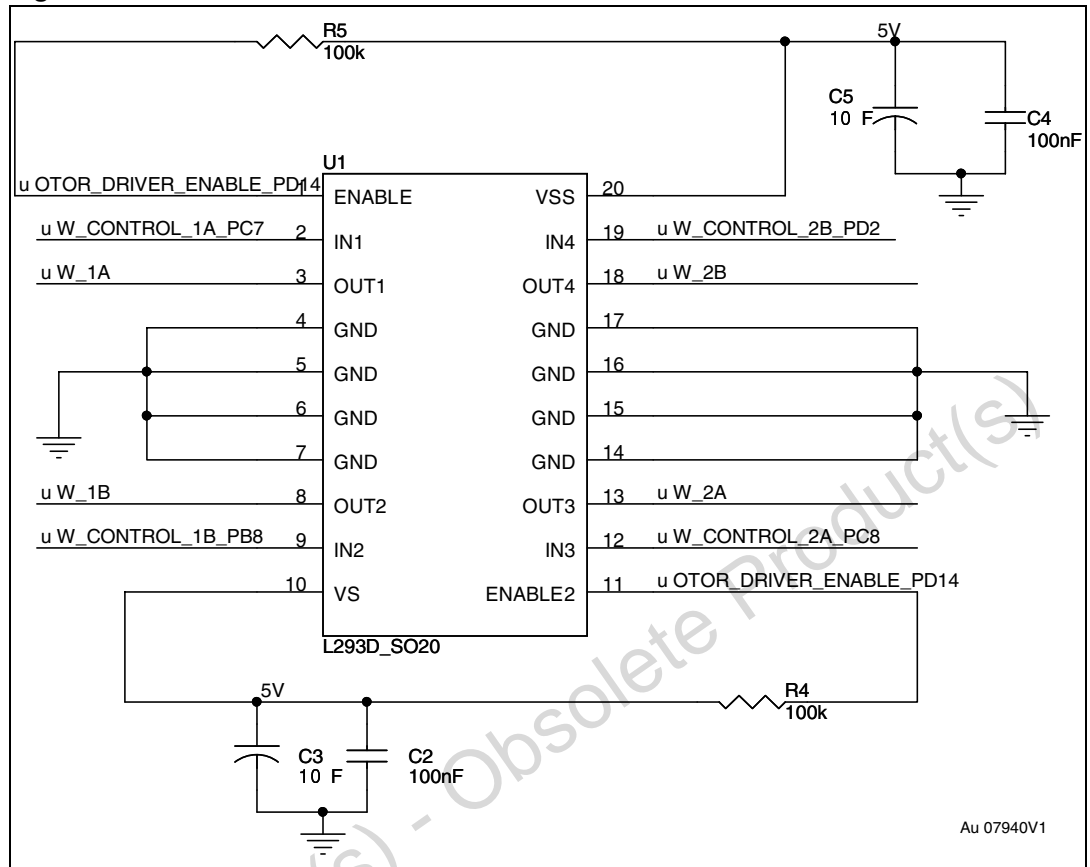 R5
100k
5V
C5
10 F
C4
100nF
U1
u OTOR_DRIVER_ENABLE_PD14
1
ENABLE
VSS
20
u W_CONTROL_1A_PC7
2
IN1
IN4
19
u W_CONTROL_2B_PD2
u W_1A
3
OUT1
OUT4
18
u W_2B
4
GND
GND
17
5
GND
GND
16
6
GND
GND
15
7
GND
GND
14
u W_1B
8
OUT2
OUT3
13
u W_2A
u W_CONTROL_1B_PB8
9
IN2
IN3
12
u W_CONTROL_2A_PC8
10
VS
ENABLE2
11
u OTOR_DRIVER_ENABLE_PD14
L293D_SO20
5V
R4
100k
C3
10 F
C2
100nF
Au 07940V1
(s) - Obsolete Product(s)